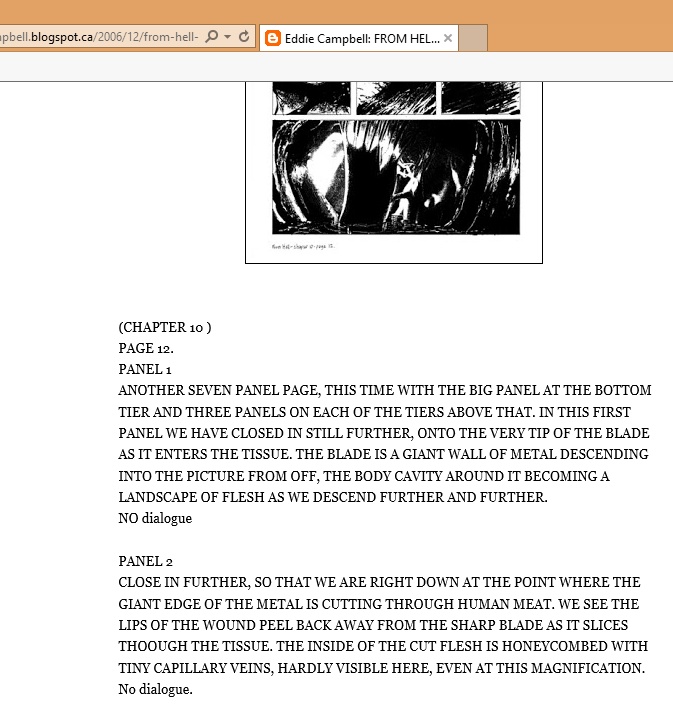 pbell.blogspot.ca/2006/12/from-hell-
Eddie Campbell: FROM HEL...
From Hell - chapter 10 - page 12.
(CHAPTER 10 )
PAGE 12.
PANEL 1
ANOTHER SEVEN PANEL PAGE, THIS TIME WITH THE BIG PANEL AT THE BOTTOM
TIER AND THREE PANELS ON EACH OF THE TIERS ABOVE THAT. IN THIS FIRST
PANEL WE HAVE CLOSED IN STILL FURTHER, ONTO THE VERY TIP OF THE BLADE
AS IT ENTERS THE TISSUE. THE BLADE IS A GIANT WALL OF METAL DESCENDING
INTO THE PICTURE FROM OFF, THE BODY CAVITY AROUND IT BECOMING A
LANDSCAPE OF FLESH AS WE DESCEND FURTHER AND FURTHER.
NO dialogue
PANEL 2
CLOSE IN FURTHER, SO THAT WE ARE RIGHT DOWN AT THE POINT WHERE THE
GIANT EDGE OF THE METAL IS CUTTING THROUGH HUMAN MEAT. WE SEE THE
LIPS OF THE WOUND PEEL BACK AWAY FROM THE SHARP BLADE AS IT SLICES
THOOUGH THE TISSUE. THE INSIDE OF THE CUT FLESH IS HONEYCOMBED WITH
TINY CAPILLARY VEINS, HARDLY VISIBLE HERE, EVEN AT THIS MAGNIFICATION.
No dialogue.